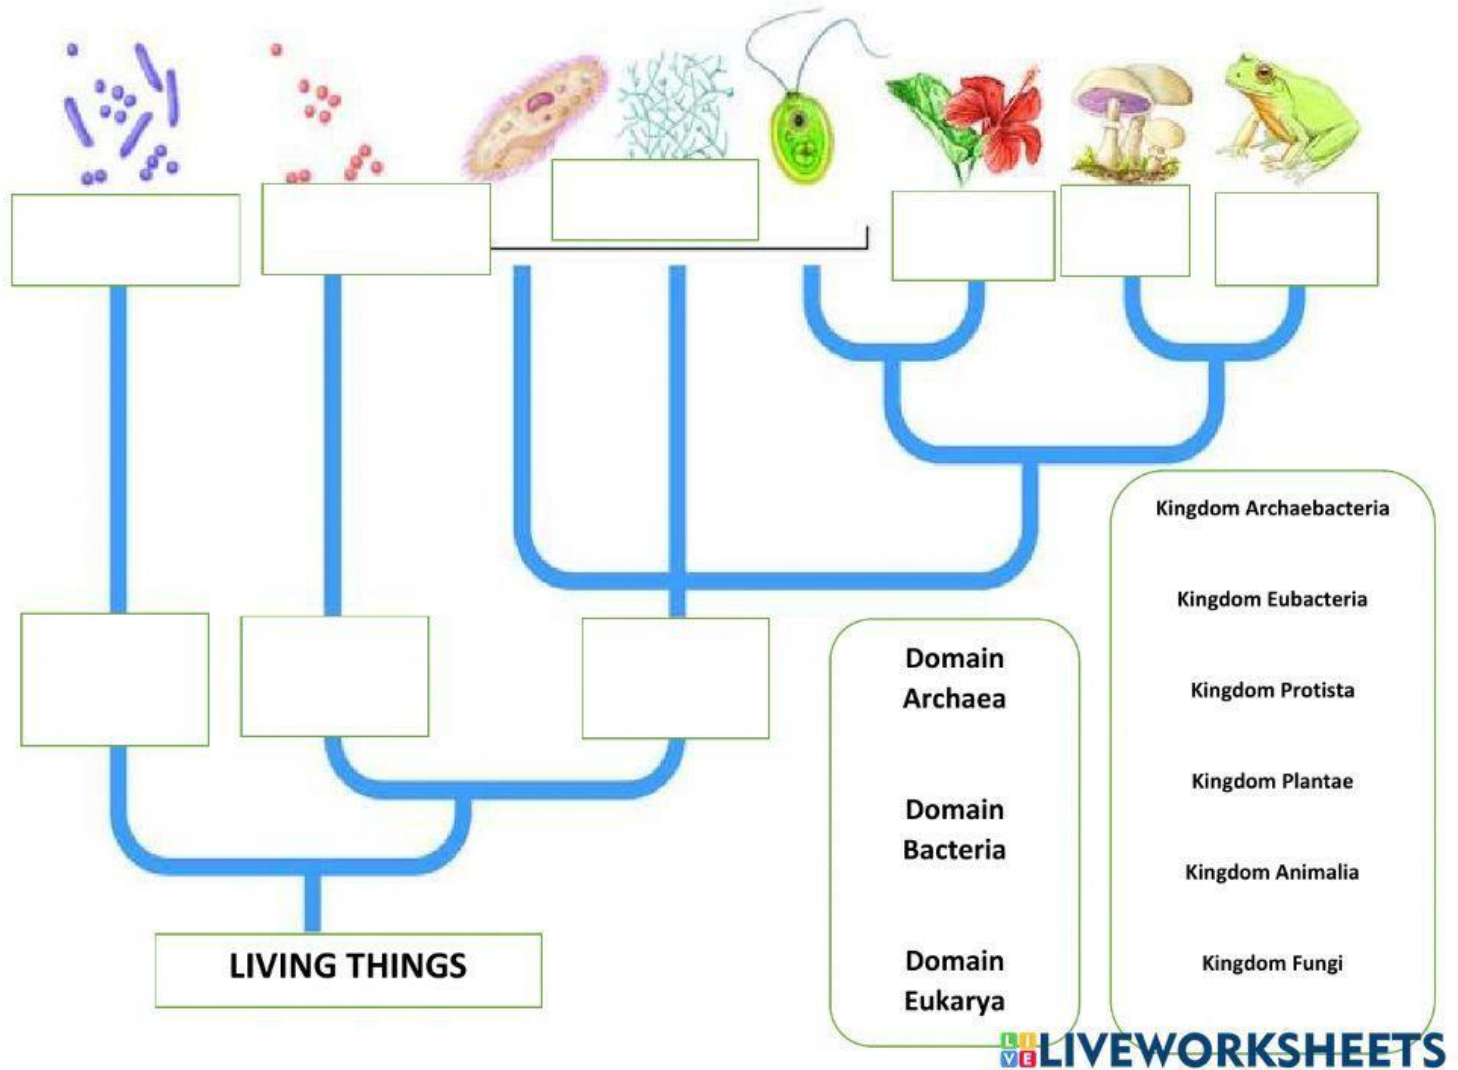 Kingdom Archaebacteria
Kingdom Eubacteria
Domain
Archaea
Kingdom Protista
Kingdom Plantae
Domain
Bacteria
Kingdom Animalia
Domain
Eukarya
Kingdom Fungi
LIVING THINGS
LIVE LIVEWORKSHEETS